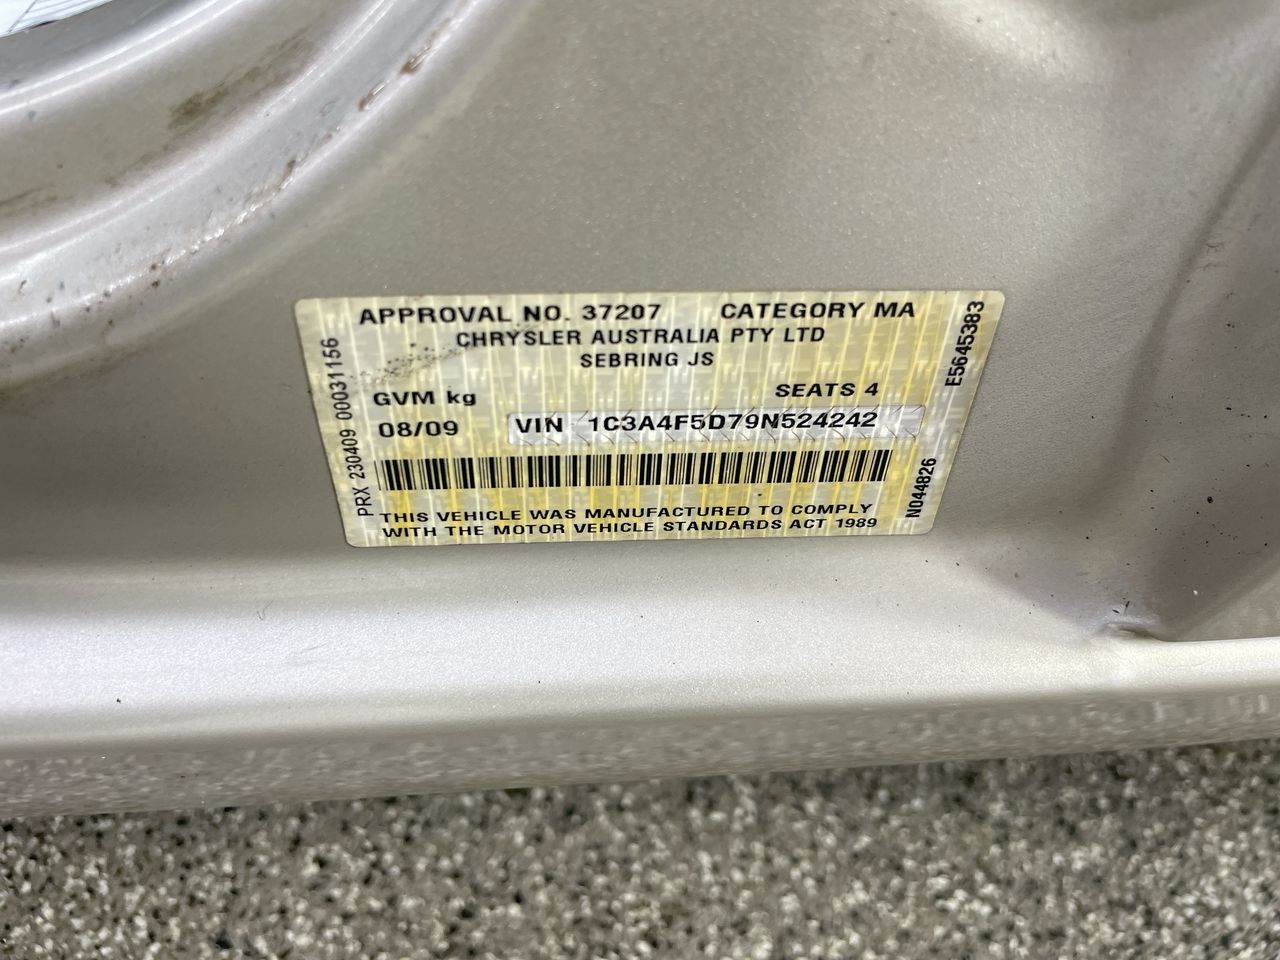 APPROVAL NO. 37207 CATEGORY MA
CHRYSLER AUSTRALIA PTY LTD
SEBRING JS
GVM kg SEATS 4
08/09 VIN 1C3A4F5D79N524242
THIS VEHICLE WAS MANUFACTURED TO COMPLY
WITH THE MOTOR VEHICLE STANDARDS ACT 1989
PRX 230409 00031156
E5645383
N044826